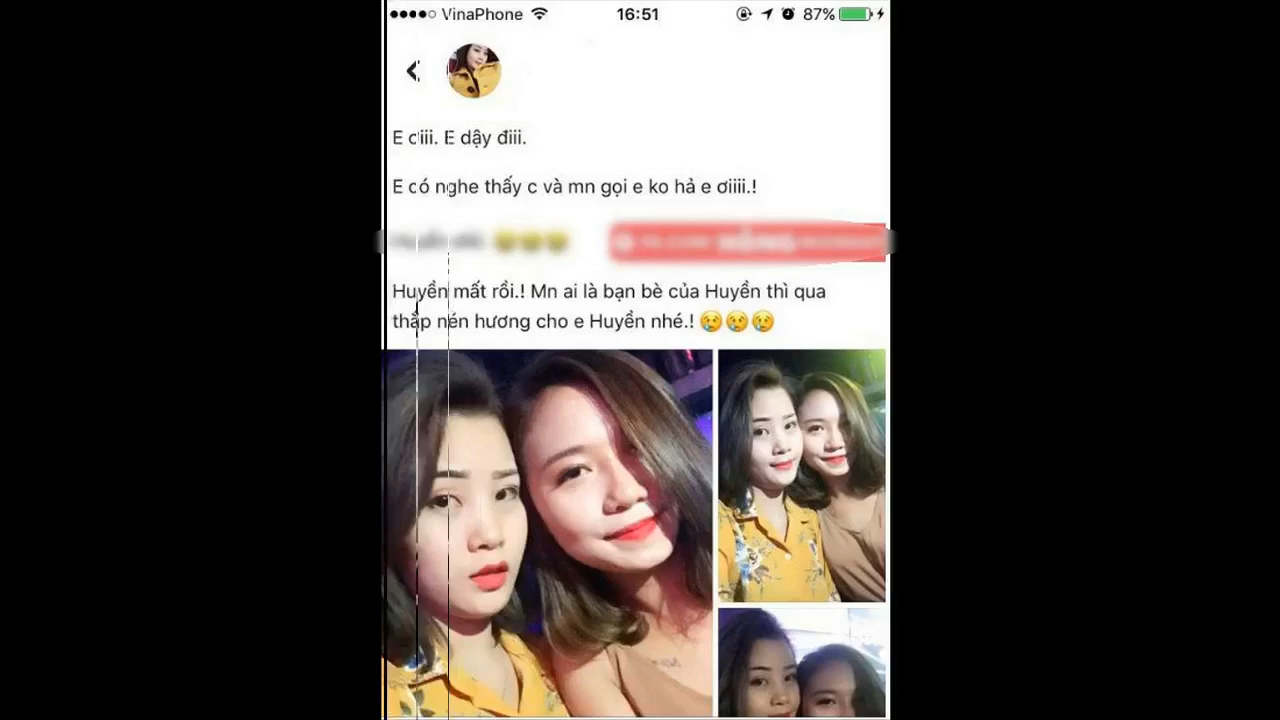 VinaPhone 16:51 87%
E ơiii. E dậy điii.
E có nghe thấy c và mn gọi e ko hả e ơiiii.!
Huyền mất rồi.! Mn ai là bạn bè của Huyền thì qua
thắp nén hương cho e Huyền nhé.! 😢😢😢